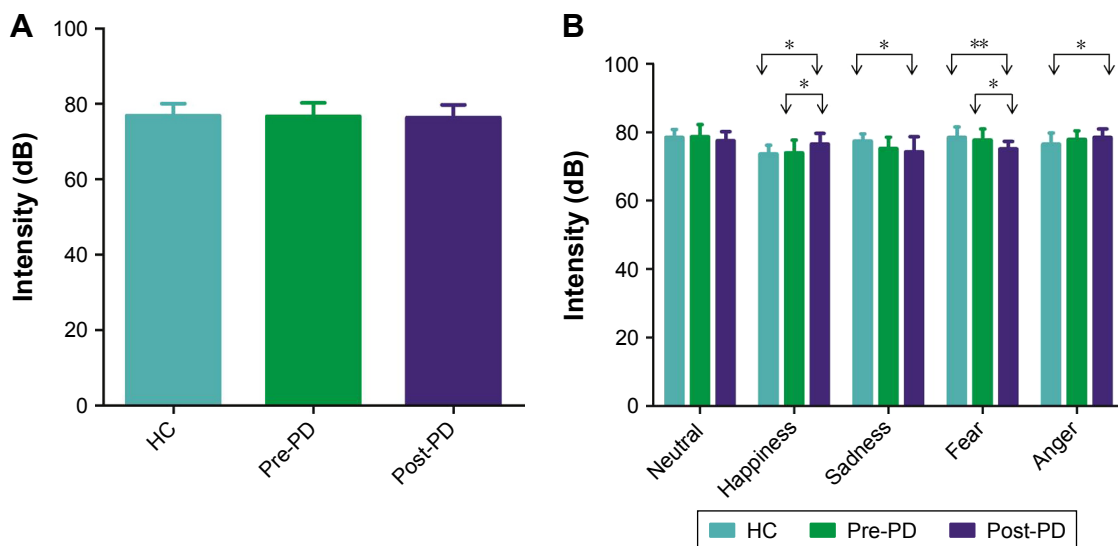 A
Intensity (dB)
100
80
60
40
20
0
HC
Pre-PD
Post-PD
B
Intensity (dB)
100
80
60
40
20
0
* * ** *
* *
Neutral
Happiness
Sadness
Fear
Anger
HC Pre-PD Post-PD